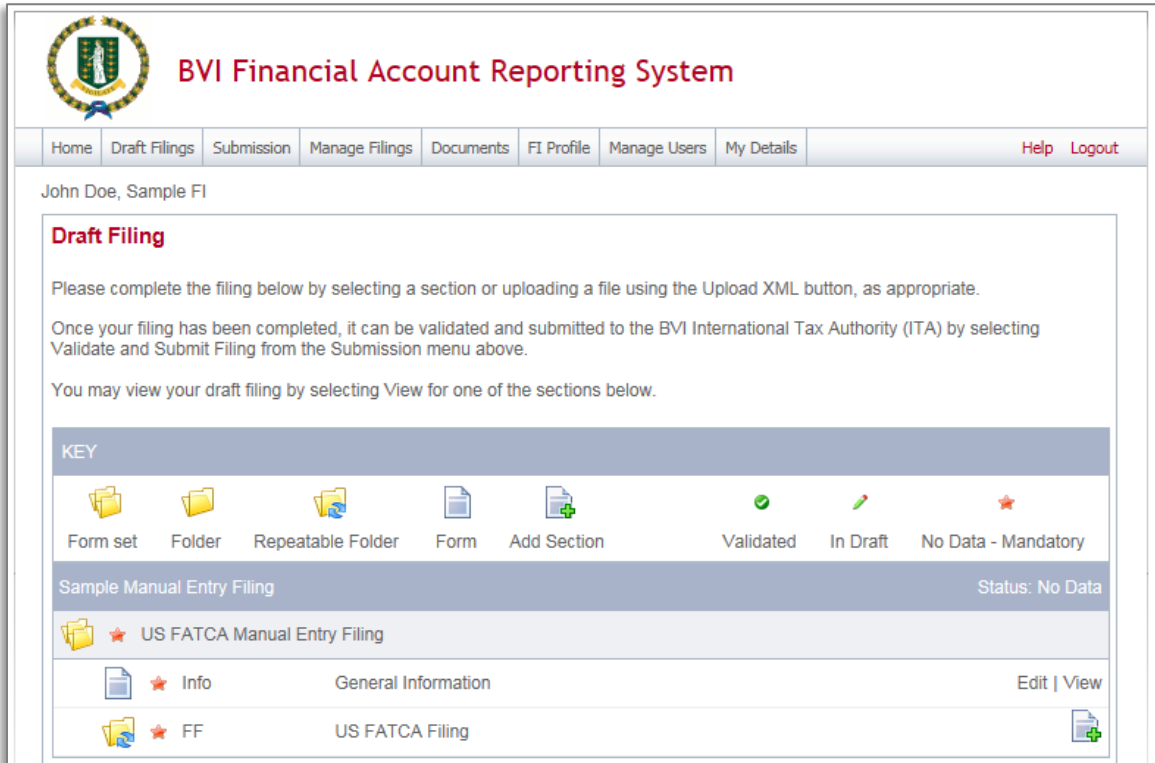 BVI Financial Account Reporting System
Home Draft Filings Submission Manage Filings Documents FI Profile Manage Users My Details Help Logout
John Doe, Sample FI
Draft Filing
Please complete the filing below by selecting a section or uploading a file using the Upload XML button, as appropriate.
Once your filing has been completed, it can be validated and submitted to the BVI International Tax Authority (ITA) by selecting
Validate and Submit Filing from the Submission menu above.
You may view your draft filing by selecting View for one of the sections below.
KEY
Form set Folder Repeatable Folder Form Add Section Validated In Draft No Data - Mandatory
Sample Manual Entry Filing Status: No Data
US FATCA Manual Entry Filing
Info General Information Edit | View
FF US FATCA Filing